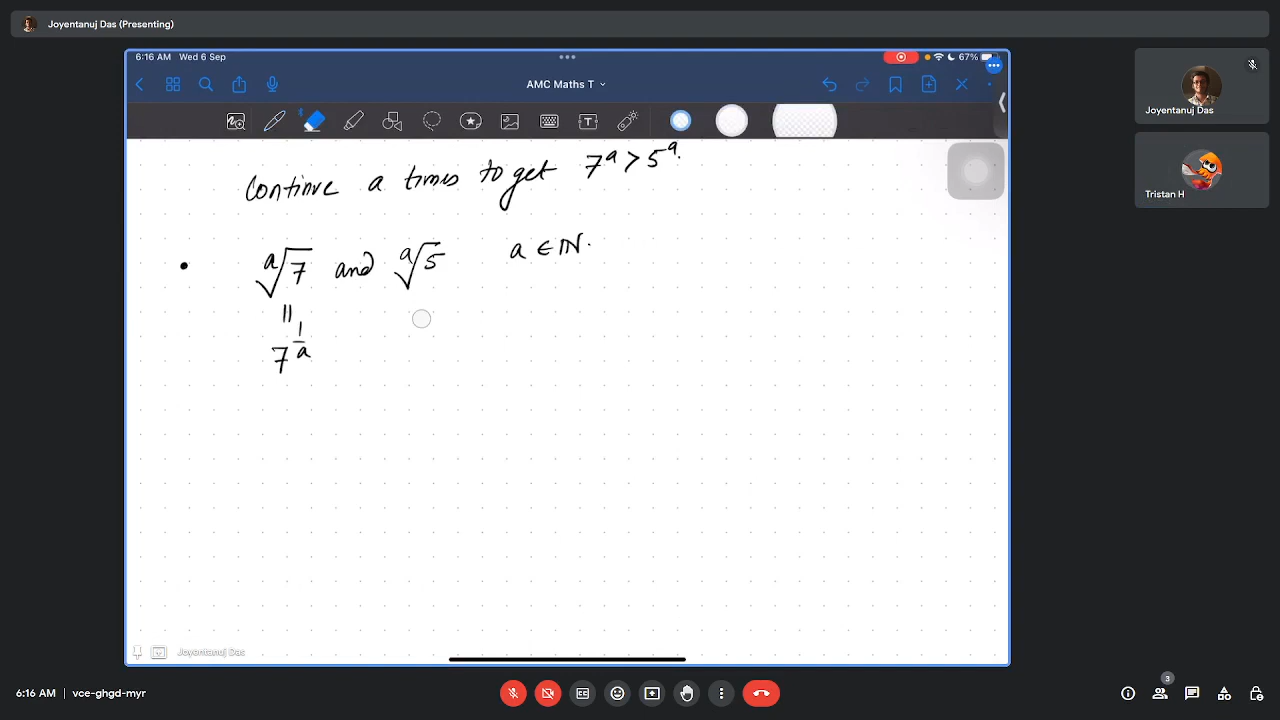 Joyentanuj Das (Presenting)
6:16 AM Wed 6 Sep
67%
AMC Maths T
Continue a times to get 7^a > 5^a.
• ᵃ√7 and ᵃ√5 a ∈ ℕ.
||
7^(1/a)
Joyentanuj Das
Joyentanuj Das
Tristan H
6:16 AM | vce-ghgd-myr
3